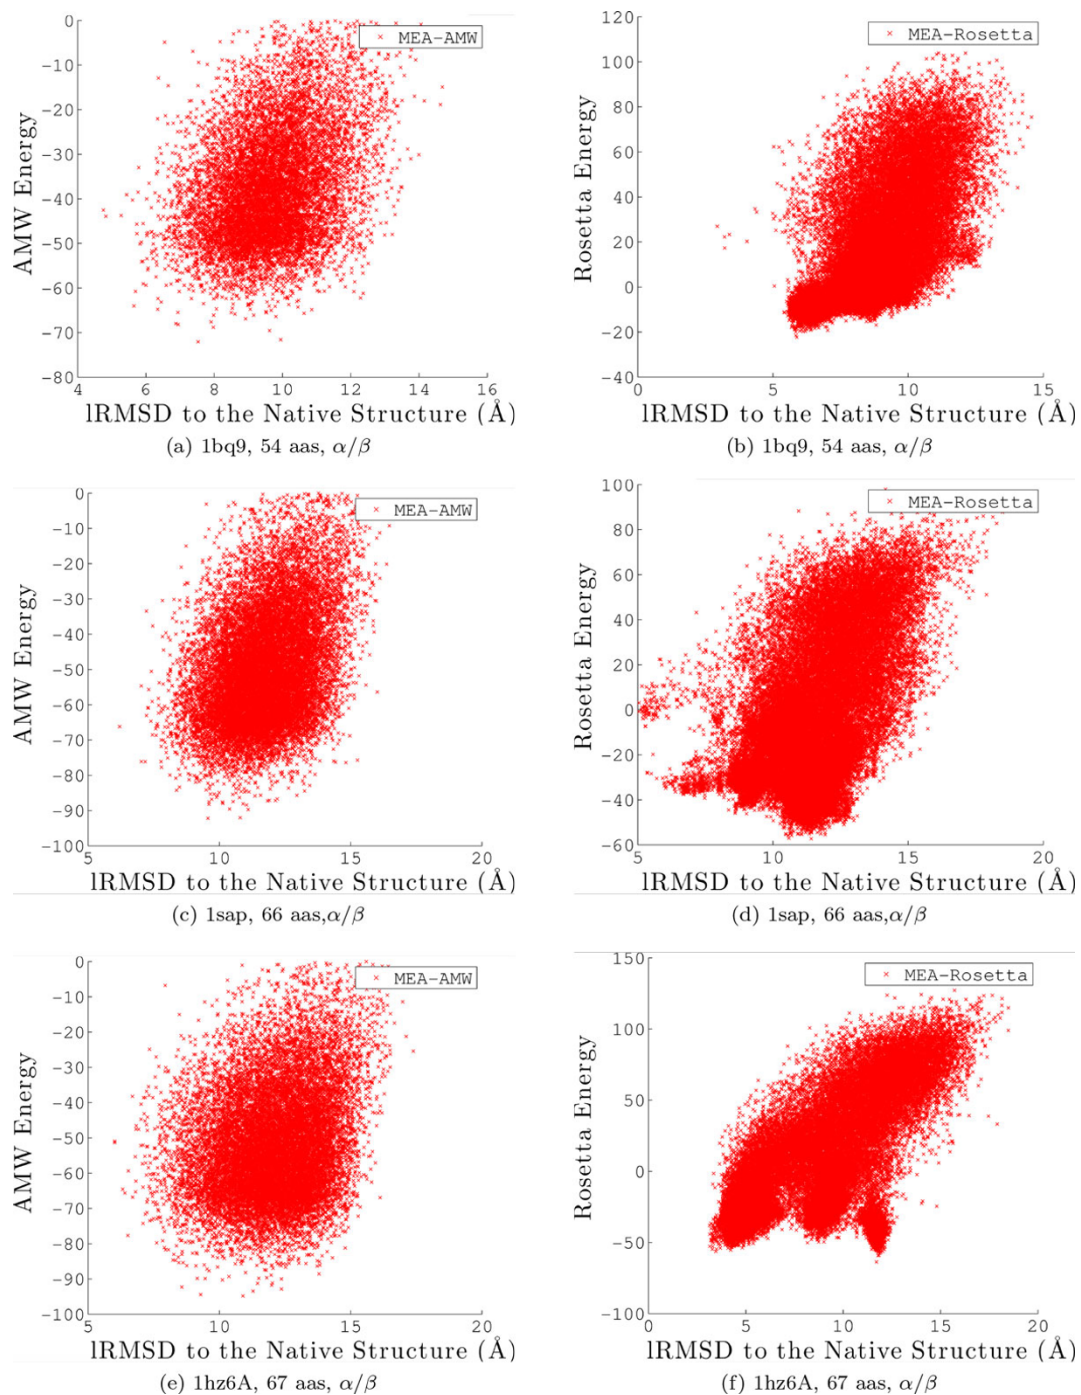 0
-10
-20
-30
-40
-50
-60
-70
-80
4 6 8 10 12 14 16
AMW Energy
MEA-AMW
lRMSD to the Native Structure (Å)
(a) 1bq9, 54 aas, α/β
120
100
80
60
40
20
0
-20
-40
0 5 10 15
Rosetta Energy
MEA-Rosetta
lRMSD to the Native Structure (Å)
(b) 1bq9, 54 aas, α/β
0
-10
-20
-30
-40
-50
-60
-70
-80
-90
-100
5 10 15 20
AMW Energy
MEA-AMW
lRMSD to the Native Structure (Å)
(c) 1sap, 66 aas,α/β
100
80
60
40
20
0
-20
-40
-60
5 10 15 20
Rosetta Energy
MEA-Rosetta
lRMSD to the Native Structure (Å)
(d) 1sap, 66 aas,α/β
0
-10
-20
-30
-40
-50
-60
-70
-80
-90
-100
5 10 15 20
AMW Energy
MEA-AMW
lRMSD to the Native Structure (Å)
(e) 1hz6A, 67 aas, α/β
150
100
50
0
-50
-100
0 5 10 15 20
Rosetta Energy
MEA-Rosetta
lRMSD to the Native Structure (Å)
(f) 1hz6A, 67 aas, α/β